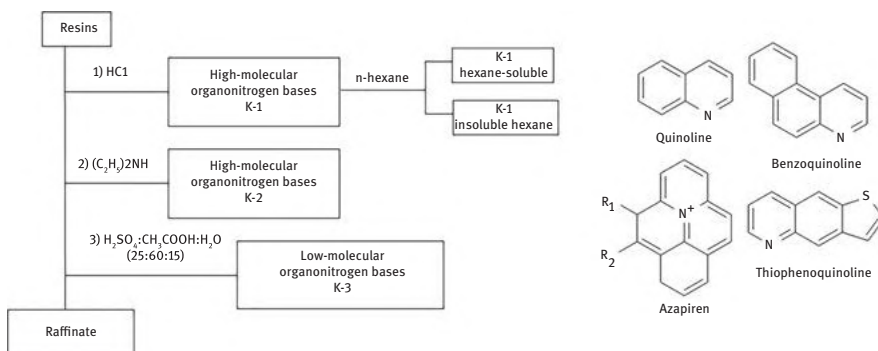 Resins
1) HC1
High-molecular
organonitrogen bases
K-1
n-hexane
K-1
hexane-soluble
K-1
insoluble hexane
2) (C₂H₅)2NH
High-molecular
organonitrogen bases
K-2
3) H₂SO₄:CH₃COOH:H₂O
(25:60:15)
Low-molecular
organonitrogen bases
K-3
Raffinate
N
Quinoline
N
Benzoquinoline
R₁
N⁺
R₂
Azapiren
S
N
Thiophenoquinoline